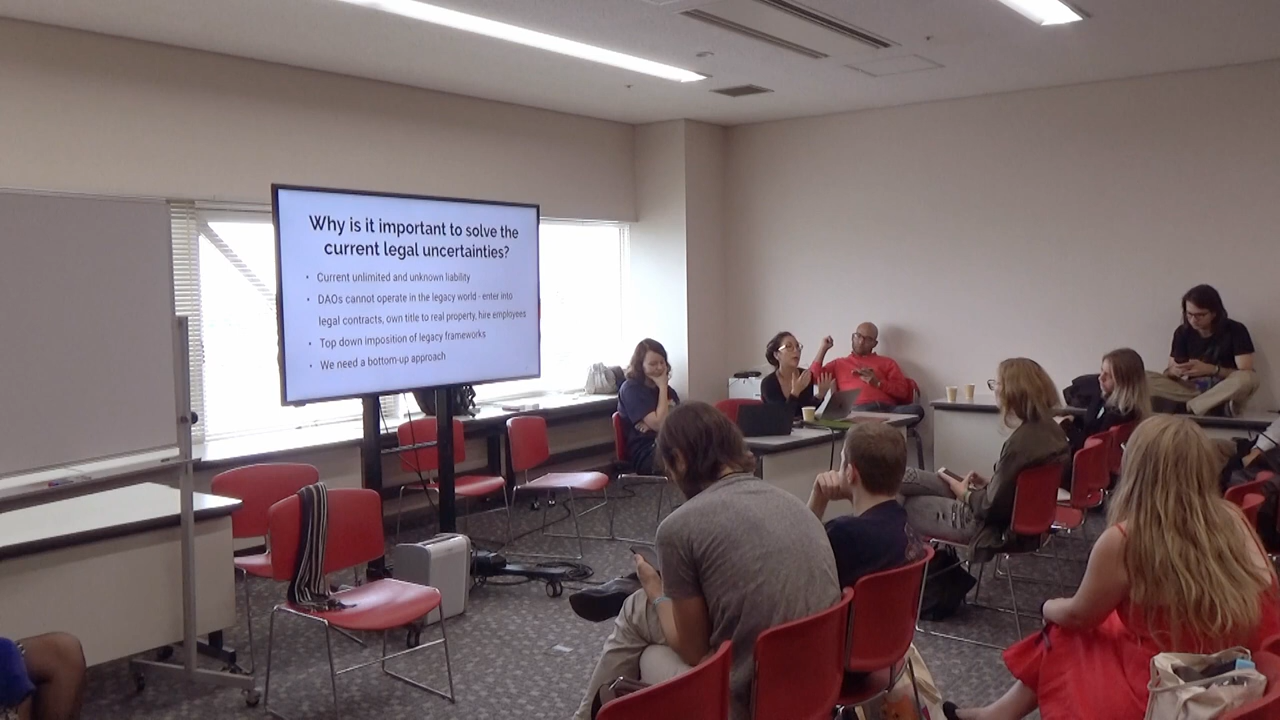 Why is it important to solve the
current legal uncertainties?
• Current unlimited and unknown liability
• DAOs cannot operate in the legacy world - enter into
legal contracts, own title to real property, hire employees
• Top down imposition of legacy frameworks
• We need a bottom-up approach